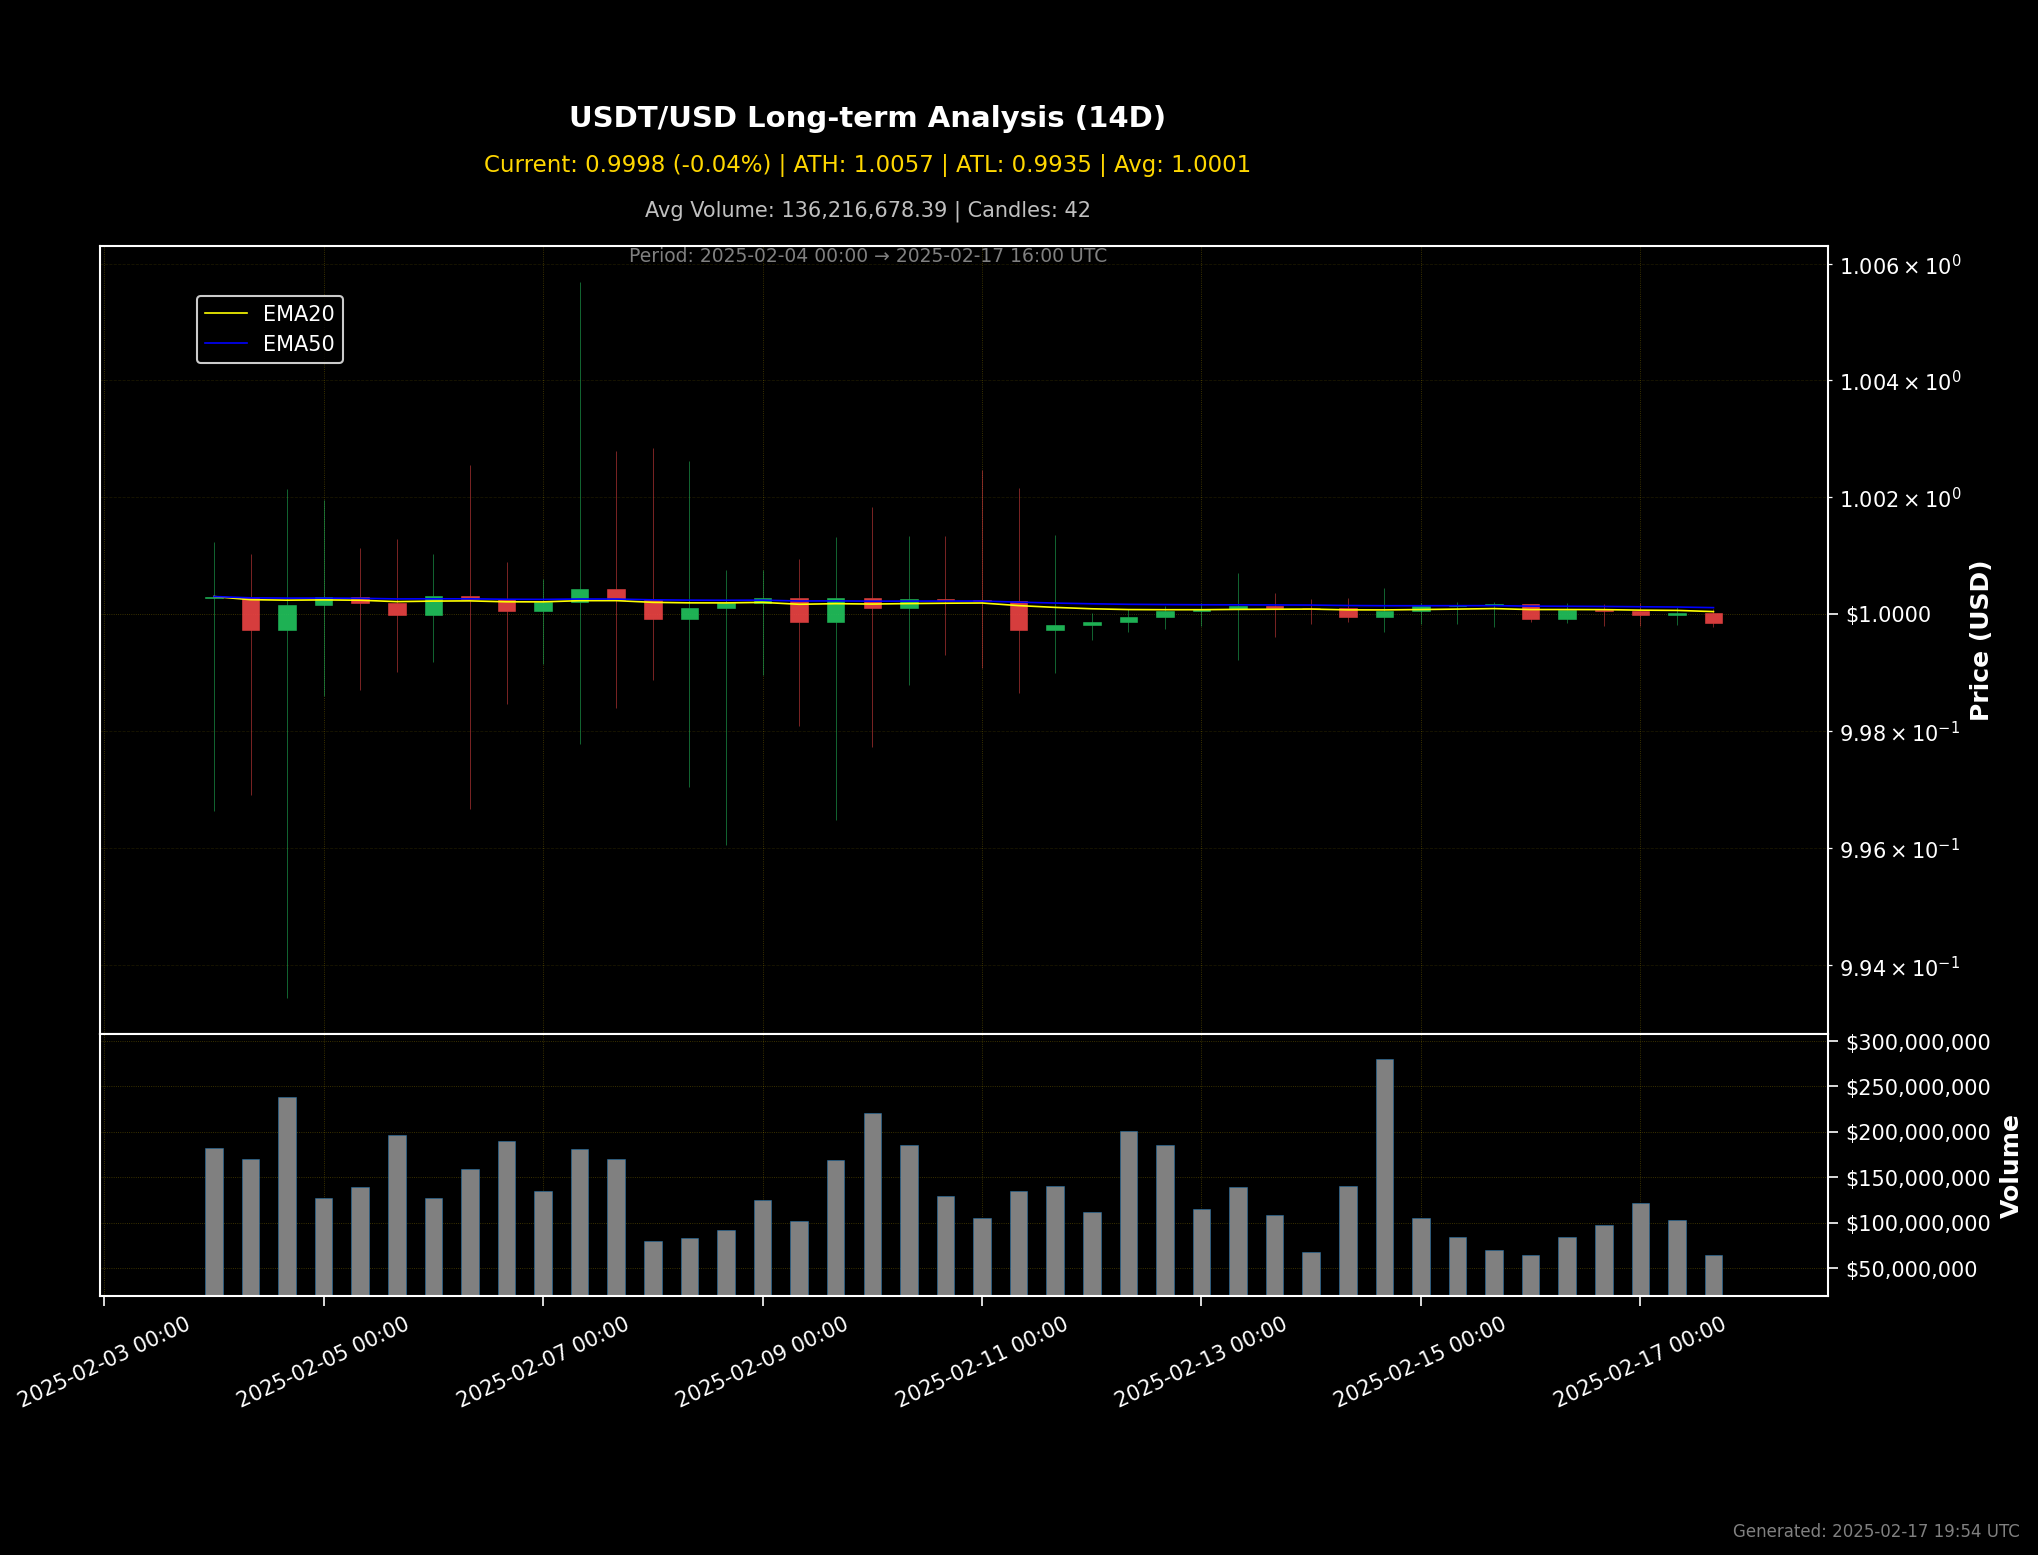 USDT/USD Long-term Analysis (14D)
Current: 0.9998 (-0.04%) | ATH: 1.0057 | ATL: 0.9935 | Avg: 1.0001
Avg Volume: 136,216,678.39 | Candles: 42
Period: 2025-02-04 00:00 → 2025-02-17 16:00 UTC
EMA20
EMA50
1.006 × 10⁰
1.004 × 10⁰
1.002 × 10⁰
$1.0000
9.98 × 10⁻¹
9.96 × 10⁻¹
9.94 × 10⁻¹
Price (USD)
$300,000,000
$250,000,000
$200,000,000
$150,000,000
$100,000,000
$50,000,000
Volume
2025-02-03 00:00
2025-02-05 00:00
2025-02-07 00:00
2025-02-09 00:00
2025-02-11 00:00
2025-02-13 00:00
2025-02-15 00:00
2025-02-17 00:00
Generated: 2025-02-17 19:54 UTC